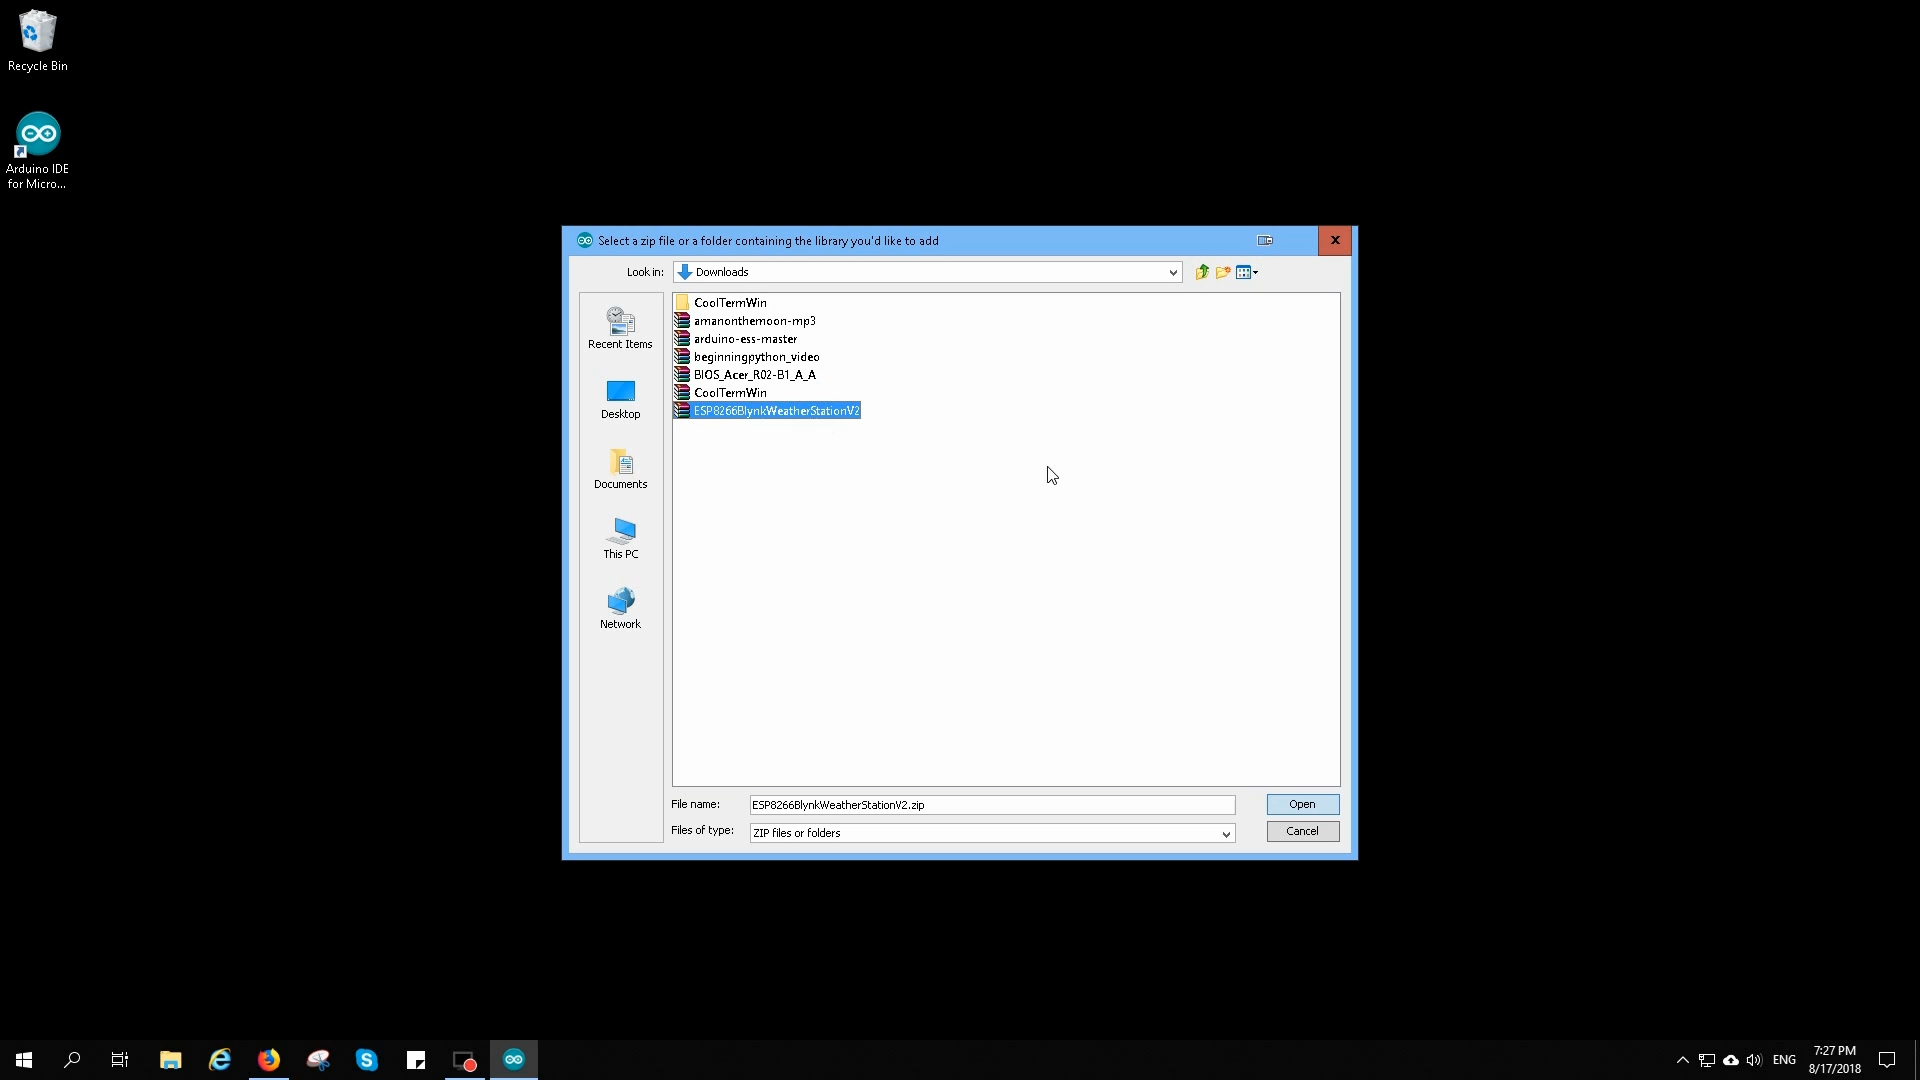 Recycle Bin
Arduino IDE
for Micro...
Select a zip file or a folder containing the library you'd like to add
x
Look in:
Downloads
Recent Items
Desktop
Documents
This PC
Network
CoolTermWin
amanonthemoon-mp3
arduino-ess-master
beginningpython_video
BIOS_Acer_R02-B1_A_A
CoolTermWin
ESP8266BlynkWeatherStationV2
File name:
ESP8266BlynkWeatherStationV2.zip
Open
Files of type:
ZIP files or folders
Cancel
ENG
7:27 PM
8/17/2018